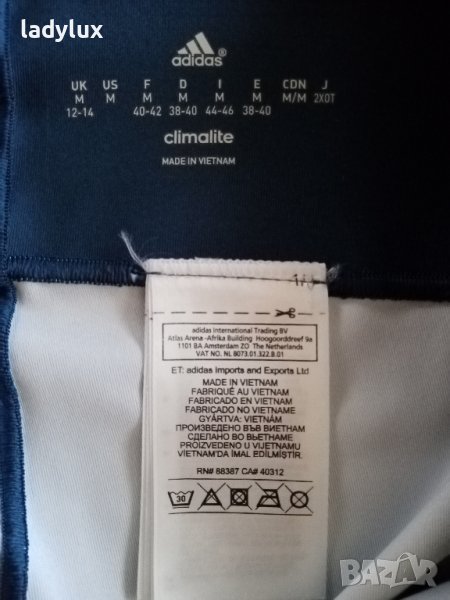 ladylux
adidas®
UK US F D I E CDN J
M M M M M M M/M 2XOT
12-14 40-42 38-40 44-46 38-40
climalite
MADE IN VIETNAM
adidas International Trading BV
Atlas Arena -Afrika Building Hoogoorddreef 9a
1101 BA Amsterdam ZO The Netherlands
VAT NO. NL 8073.01.322.B.01
ET: adidas Imports and Exports Ltd
MADE IN VIETNAM
FABRIQUÉ AU VIETNAM
FABRICADO EN VIETNAM
FABRICADO NO VIETNAME
GYÁRTVA: VIETNAM
ПРОИЗВЕДЕНО ВЪВ ВИЕТНАМ
СДЕЛАНО ВО ВЬЕТНАМЕ
PROIZVEDENO U VIJETNAMU
VIETNAM'DA İMAL EDİLMİŞTİR.
RN# 88387 CA# 40312
30
BAZAR